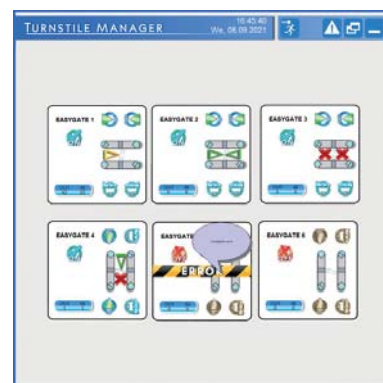 TURNSTILE MANAGER
16:45:40
We, 08.09.2021
EASYGATE 1
EASYGATE 2
EASYGATE 3
EASYGATE 4
EASYGATE
ERROR
EASYGATE 6